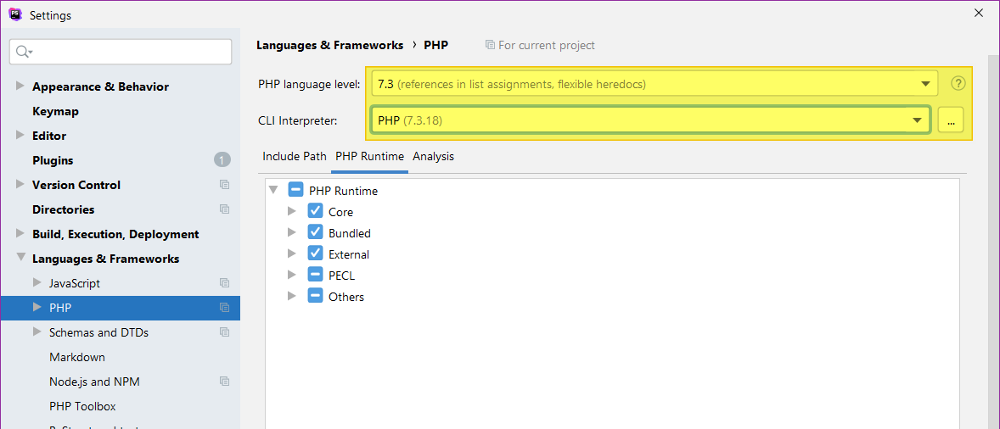 PS Settings
Appearance & Behavior
Keymap
Editor
Plugins 1
Version Control
Directories
Build, Execution, Deployment
Languages & Frameworks
JavaScript
PHP
Schemas and DTDs
Markdown
Node.js and NPM
PHP Toolbox
Languages & Frameworks › PHP For current project
PHP language level: 7.3 (references in list assignments, flexible heredocs) ?
CLI Interpreter: PHP (7.3.18) ...
Include Path PHP Runtime Analysis
PHP Runtime
Core
Bundled
External
PECL
Others